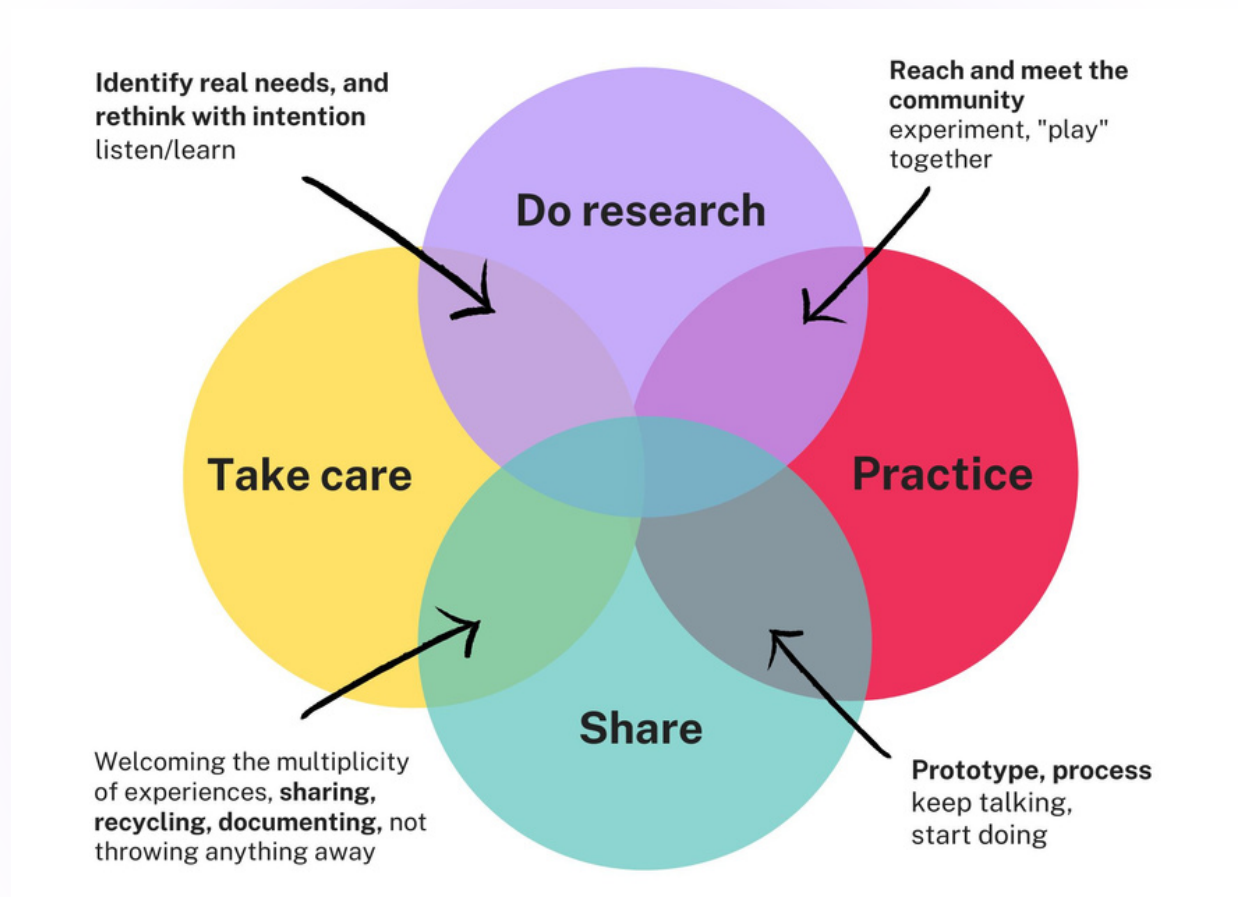 Identify real needs, and
rethink with intention
listen/learn
Reach and meet the
community
experiment, "play"
together
Do research
Take care
Practice
Share
Welcoming the multiplicity
of experiences, sharing,
recycling, documenting, not
throwing anything away
Prototype, process
keep talking,
start doing